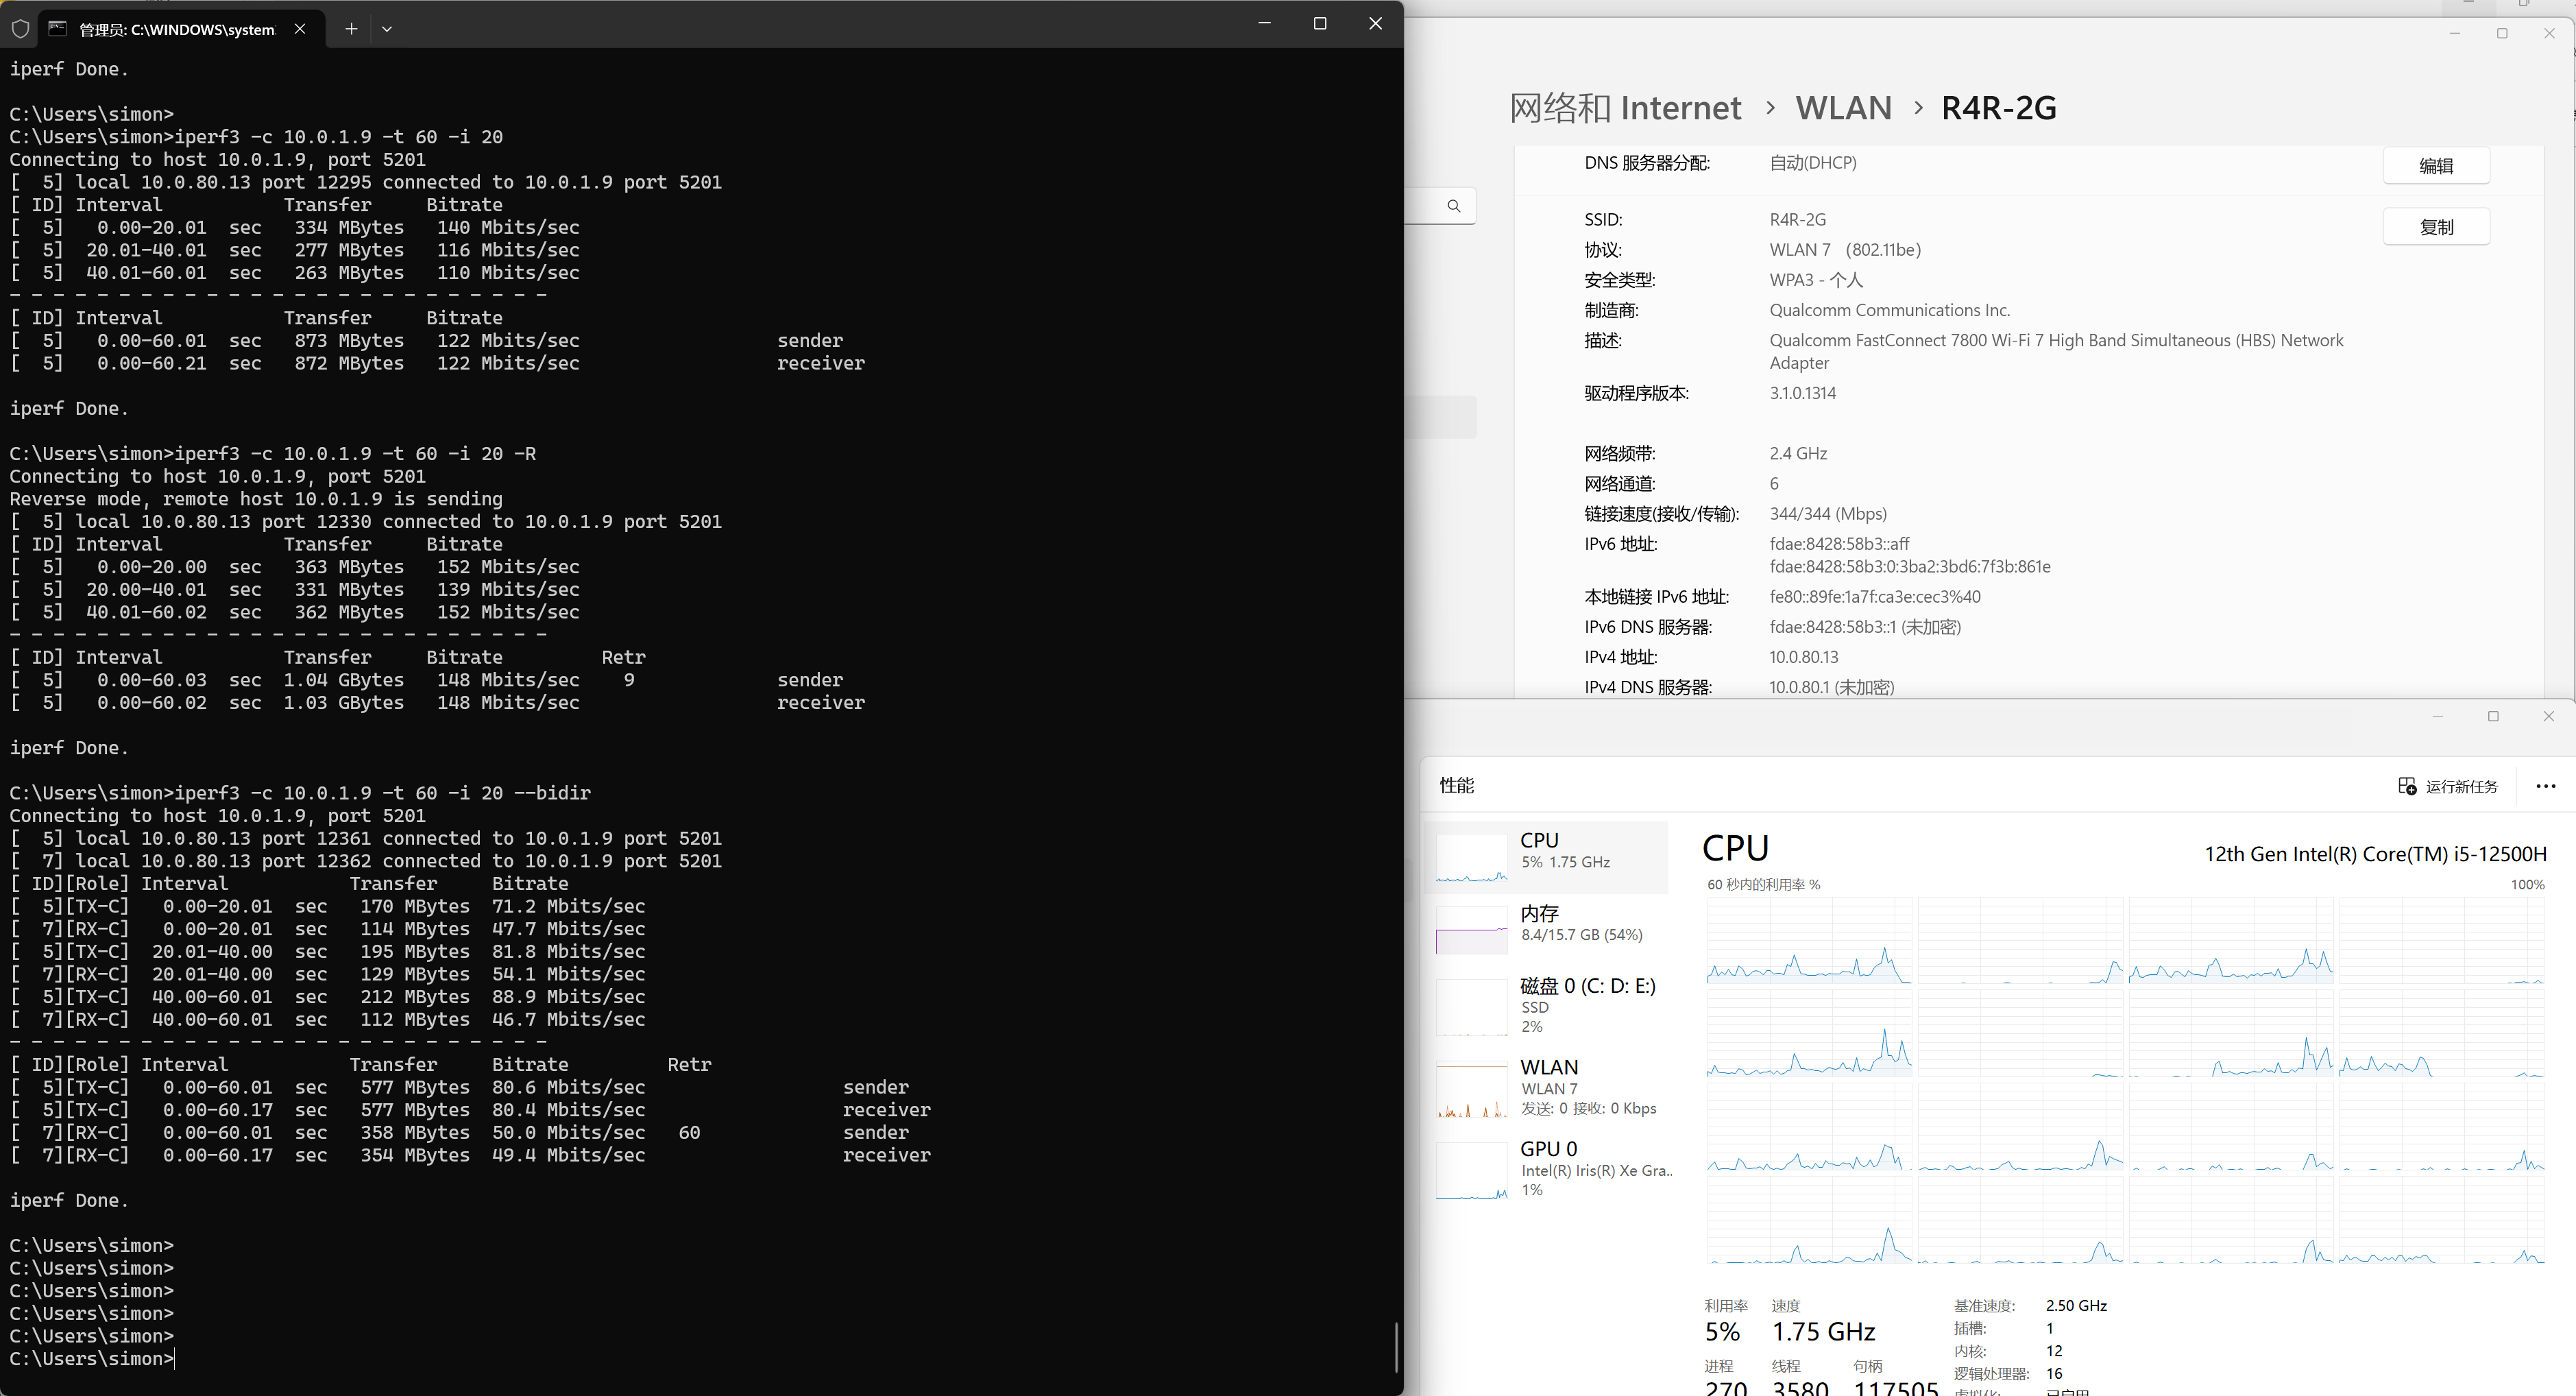 管理员: C:\WINDOWS\system
iperf Done.
C:\Users\simon>
C:\Users\simon>iperf3 -c 10.0.1.9 -t 60 -i 20
Connecting to host 10.0.1.9, port 5201
[  5] local 10.0.80.13 port 12295 connected to 10.0.1.9 port 5201
[ ID] Interval           Transfer     Bitrate
[  5]   0.00-20.01  sec   334 MBytes   140 Mbits/sec
[  5]  20.01-40.01  sec   277 MBytes   116 Mbits/sec
[  5]  40.01-60.01  sec   263 MBytes   110 Mbits/sec
- - - - - - - - - - - - - - - - - - - - - - - - -
[ ID] Interval           Transfer     Bitrate
[  5]   0.00-60.01  sec   873 MBytes   122 Mbits/sec                  sender
[  5]   0.00-60.21  sec   872 MBytes   122 Mbits/sec                  receiver
iperf Done.
C:\Users\simon>iperf3 -c 10.0.1.9 -t 60 -i 20 -R
Connecting to host 10.0.1.9, port 5201
Reverse mode, remote host 10.0.1.9 is sending
[  5] local 10.0.80.13 port 12330 connected to 10.0.1.9 port 5201
[ ID] Interval           Transfer     Bitrate
[  5]   0.00-20.00  sec   363 MBytes   152 Mbits/sec
[  5]  20.00-40.01  sec   331 MBytes   139 Mbits/sec
[  5]  40.01-60.02  sec   362 MBytes   152 Mbits/sec
- - - - - - - - - - - - - - - - - - - - - - - - -
[ ID] Interval           Transfer     Bitrate         Retr
[  5]   0.00-60.03  sec  1.04 GBytes   148 Mbits/sec    9             sender
[  5]   0.00-60.02  sec  1.03 GBytes   148 Mbits/sec                  receiver
iperf Done.
C:\Users\simon>iperf3 -c 10.0.1.9 -t 60 -i 20 --bidir
Connecting to host 10.0.1.9, port 5201
[  5] local 10.0.80.13 port 12361 connected to 10.0.1.9 port 5201
[  7] local 10.0.80.13 port 12362 connected to 10.0.1.9 port 5201
[ ID][Role] Interval           Transfer     Bitrate
[  5][TX-C]   0.00-20.01  sec   170 MBytes  71.2 Mbits/sec
[  7][RX-C]   0.00-20.01  sec   114 MBytes  47.7 Mbits/sec
[  5][TX-C]  20.01-40.00  sec   195 MBytes  81.8 Mbits/sec
[  7][RX-C]  20.01-40.00  sec   129 MBytes  54.1 Mbits/sec
[  5][TX-C]  40.00-60.01  sec   212 MBytes  88.9 Mbits/sec
[  7][RX-C]  40.00-60.01  sec   112 MBytes  46.7 Mbits/sec
- - - - - - - - - - - - - - - - - - - - - - - - -
[ ID][Role] Interval           Transfer     Bitrate         Retr
[  5][TX-C]   0.00-60.01  sec   577 MBytes  80.6 Mbits/sec                  sender
[  5][TX-C]   0.00-60.17  sec   577 MBytes  80.4 Mbits/sec                  receiver
[  7][RX-C]   0.00-60.01  sec   358 MBytes  50.0 Mbits/sec   60             sender
[  7][RX-C]   0.00-60.17  sec   354 MBytes  49.4 Mbits/sec                  receiver
iperf Done.
C:\Users\simon>
C:\Users\simon>
C:\Users\simon>
C:\Users\simon>
C:\Users\simon>
C:\Users\simon>
网络和 Internet > WLAN > R4R-2G
DNS 服务器分配: 自动(DHCP) 编辑
SSID: R4R-2G 复制
协议: WLAN 7 （802.11be）
安全类型: WPA3 - 个人
制造商: Qualcomm Communications Inc.
描述: Qualcomm FastConnect 7800 Wi-Fi 7 High Band Simultaneous (HBS) Network
Adapter
驱动程序版本: 3.1.0.1314
网络频带: 2.4 GHz
网络通道: 6
链接速度(接收/传输): 344/344 (Mbps)
IPv6 地址: fdae:8428:58b3::aff
fdae:8428:58b3:0:3ba2:3bd6:7f3b:861e
本地链接 IPv6 地址: fe80::89fe:1a7f:ca3e:cec3%40
IPv6 DNS 服务器: fdae:8428:58b3::1 (未加密)
IPv4 地址: 10.0.80.13
IPv4 DNS 服务器: 10.0.80.1 (未加密)
性能 运行新任务
CPU
5% 1.75 GHz
内存
8.4/15.7 GB (54%)
磁盘 0 (C: D: E:)
SSD
2%
WLAN
WLAN 7
发送: 0 接收: 0 Kbps
GPU 0
Intel(R) Iris(R) Xe Gra..
1%
CPU 12th Gen Intel(R) Core(TM) i5-12500H
60 秒内的利用率 % 100%
利用率 速度
5% 1.75 GHz
进程 线程 句柄
270 3580 117505
基准速度: 2.50 GHz
插槽: 1
内核: 12
逻辑处理器: 16
虚拟化: 已启用